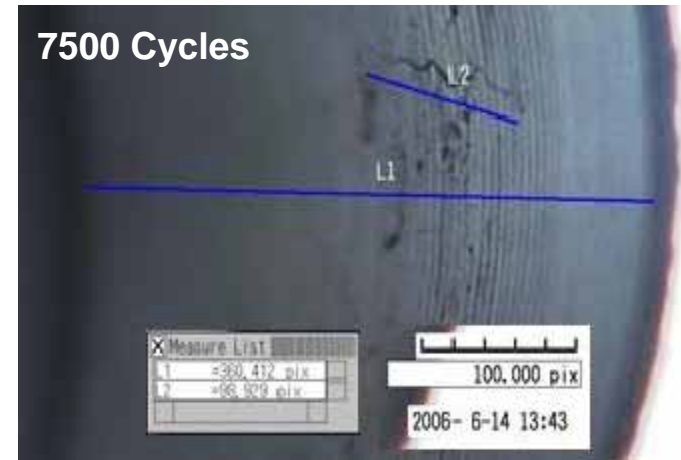 7500 Cycles
L2
L1
X Measure List
L1 =360,412 pix
L2 =98,929 pix
100.000 pix
2006- 6-14 13:43